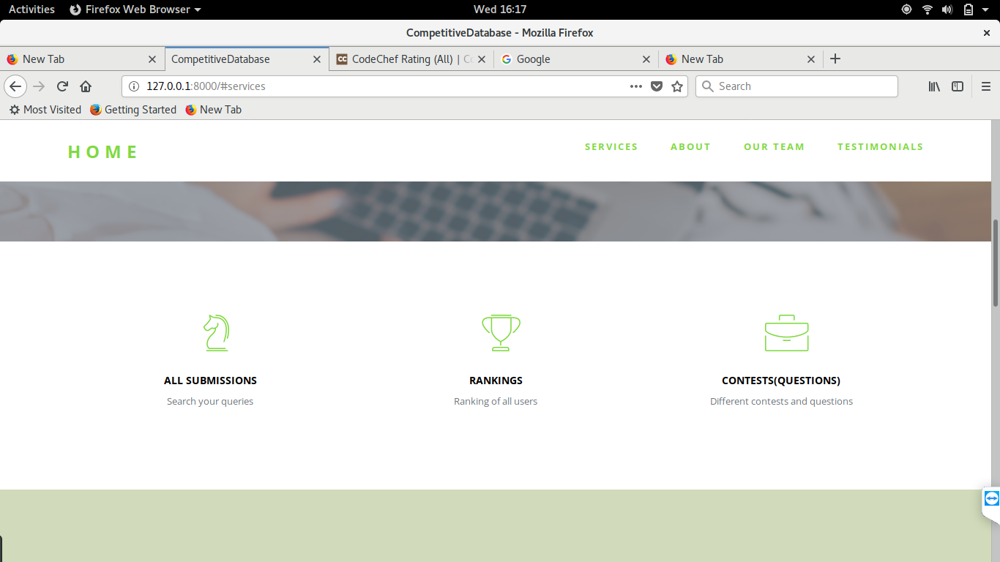 Activities Firefox Web Browser Wed 16:17
CompetitiveDatabase - Mozilla Firefox
New Tab CompetitiveDatabase CC CodeChef Rating (All) | Google New Tab
127.0.0.1:8000/#services Search
Most Visited Getting Started New Tab
HOME SERVICES ABOUT OUR TEAM TESTIMONIALS
ALL SUBMISSIONS RANKINGS CONTESTS(QUESTIONS)
Search your queries Ranking of all users Different contests and questions